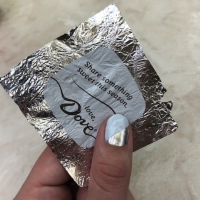 Share something
sweet this season.
love,
Dove